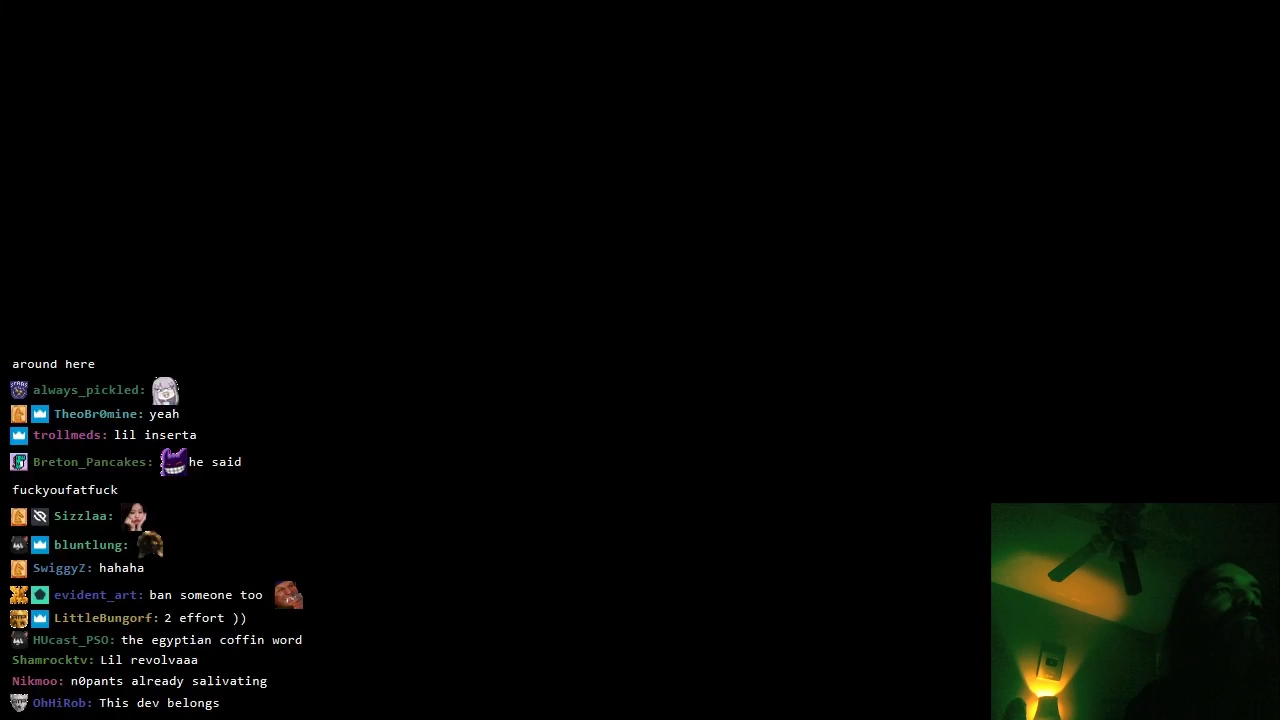 around here
always_pickled:
TheoBr0mine: yeah
trollmeds: lil inserta
Breton_Pancakes: he said
fuckyoufatfuck
Sizzlaa:
bluntlung:
SwiggyZ: hahaha
evident_art: ban someone too
LittleBungorf: 2 effort ))
HUcast_PSO: the egyptian coffin word
Shamrocktv: Lil revolvaaa
Nikmoo: n0pants already salivating
OhHiRob: This dev belongs